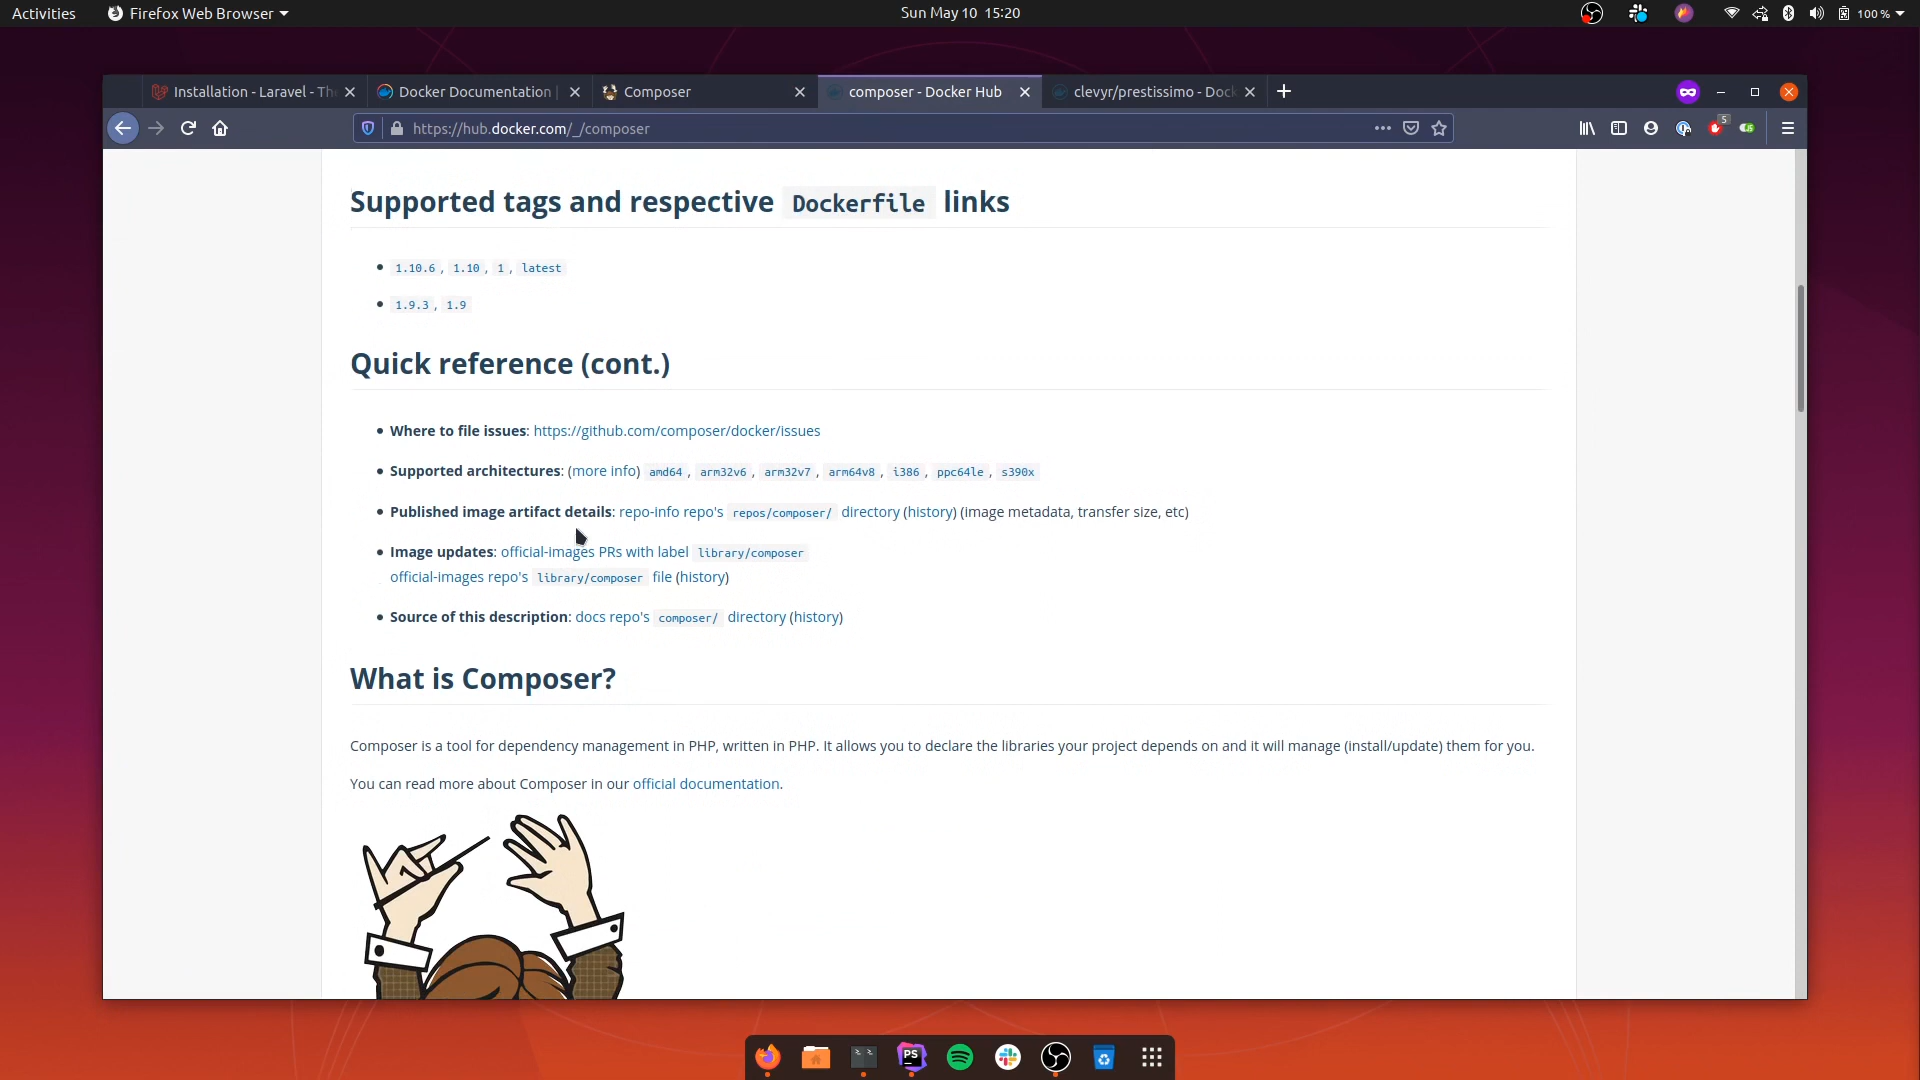 Activities
Firefox Web Browser
Sun May 10 15:20
100 %
Installation - Laravel - Th
Docker Documentation |
Composer
composer - Docker Hub
clevyr/prestissimo - Dock
https://hub.docker.com/_/composer
5
Supported tags and respective Dockerfile links
1.10.6, 1.10, 1, latest
1.9.3, 1.9
Quick reference (cont.)
Where to file issues: https://github.com/composer/docker/issues
Supported architectures: (more info) amd64, arm32v6, arm32v7, arm64v8, i386, ppc64le, s390x
Published image artifact details: repo-info repo's repos/composer/ directory (history) (image metadata, transfer size, etc)
Image updates: official-images PRs with label library/composer
official-images repo's library/composer file (history)
Source of this description: docs repo's composer/ directory (history)
What is Composer?
Composer is a tool for dependency management in PHP, written in PHP. It allows you to declare the libraries your project depends on and it will manage (install/update) them for you.
You can read more about Composer in our official documentation.
PS